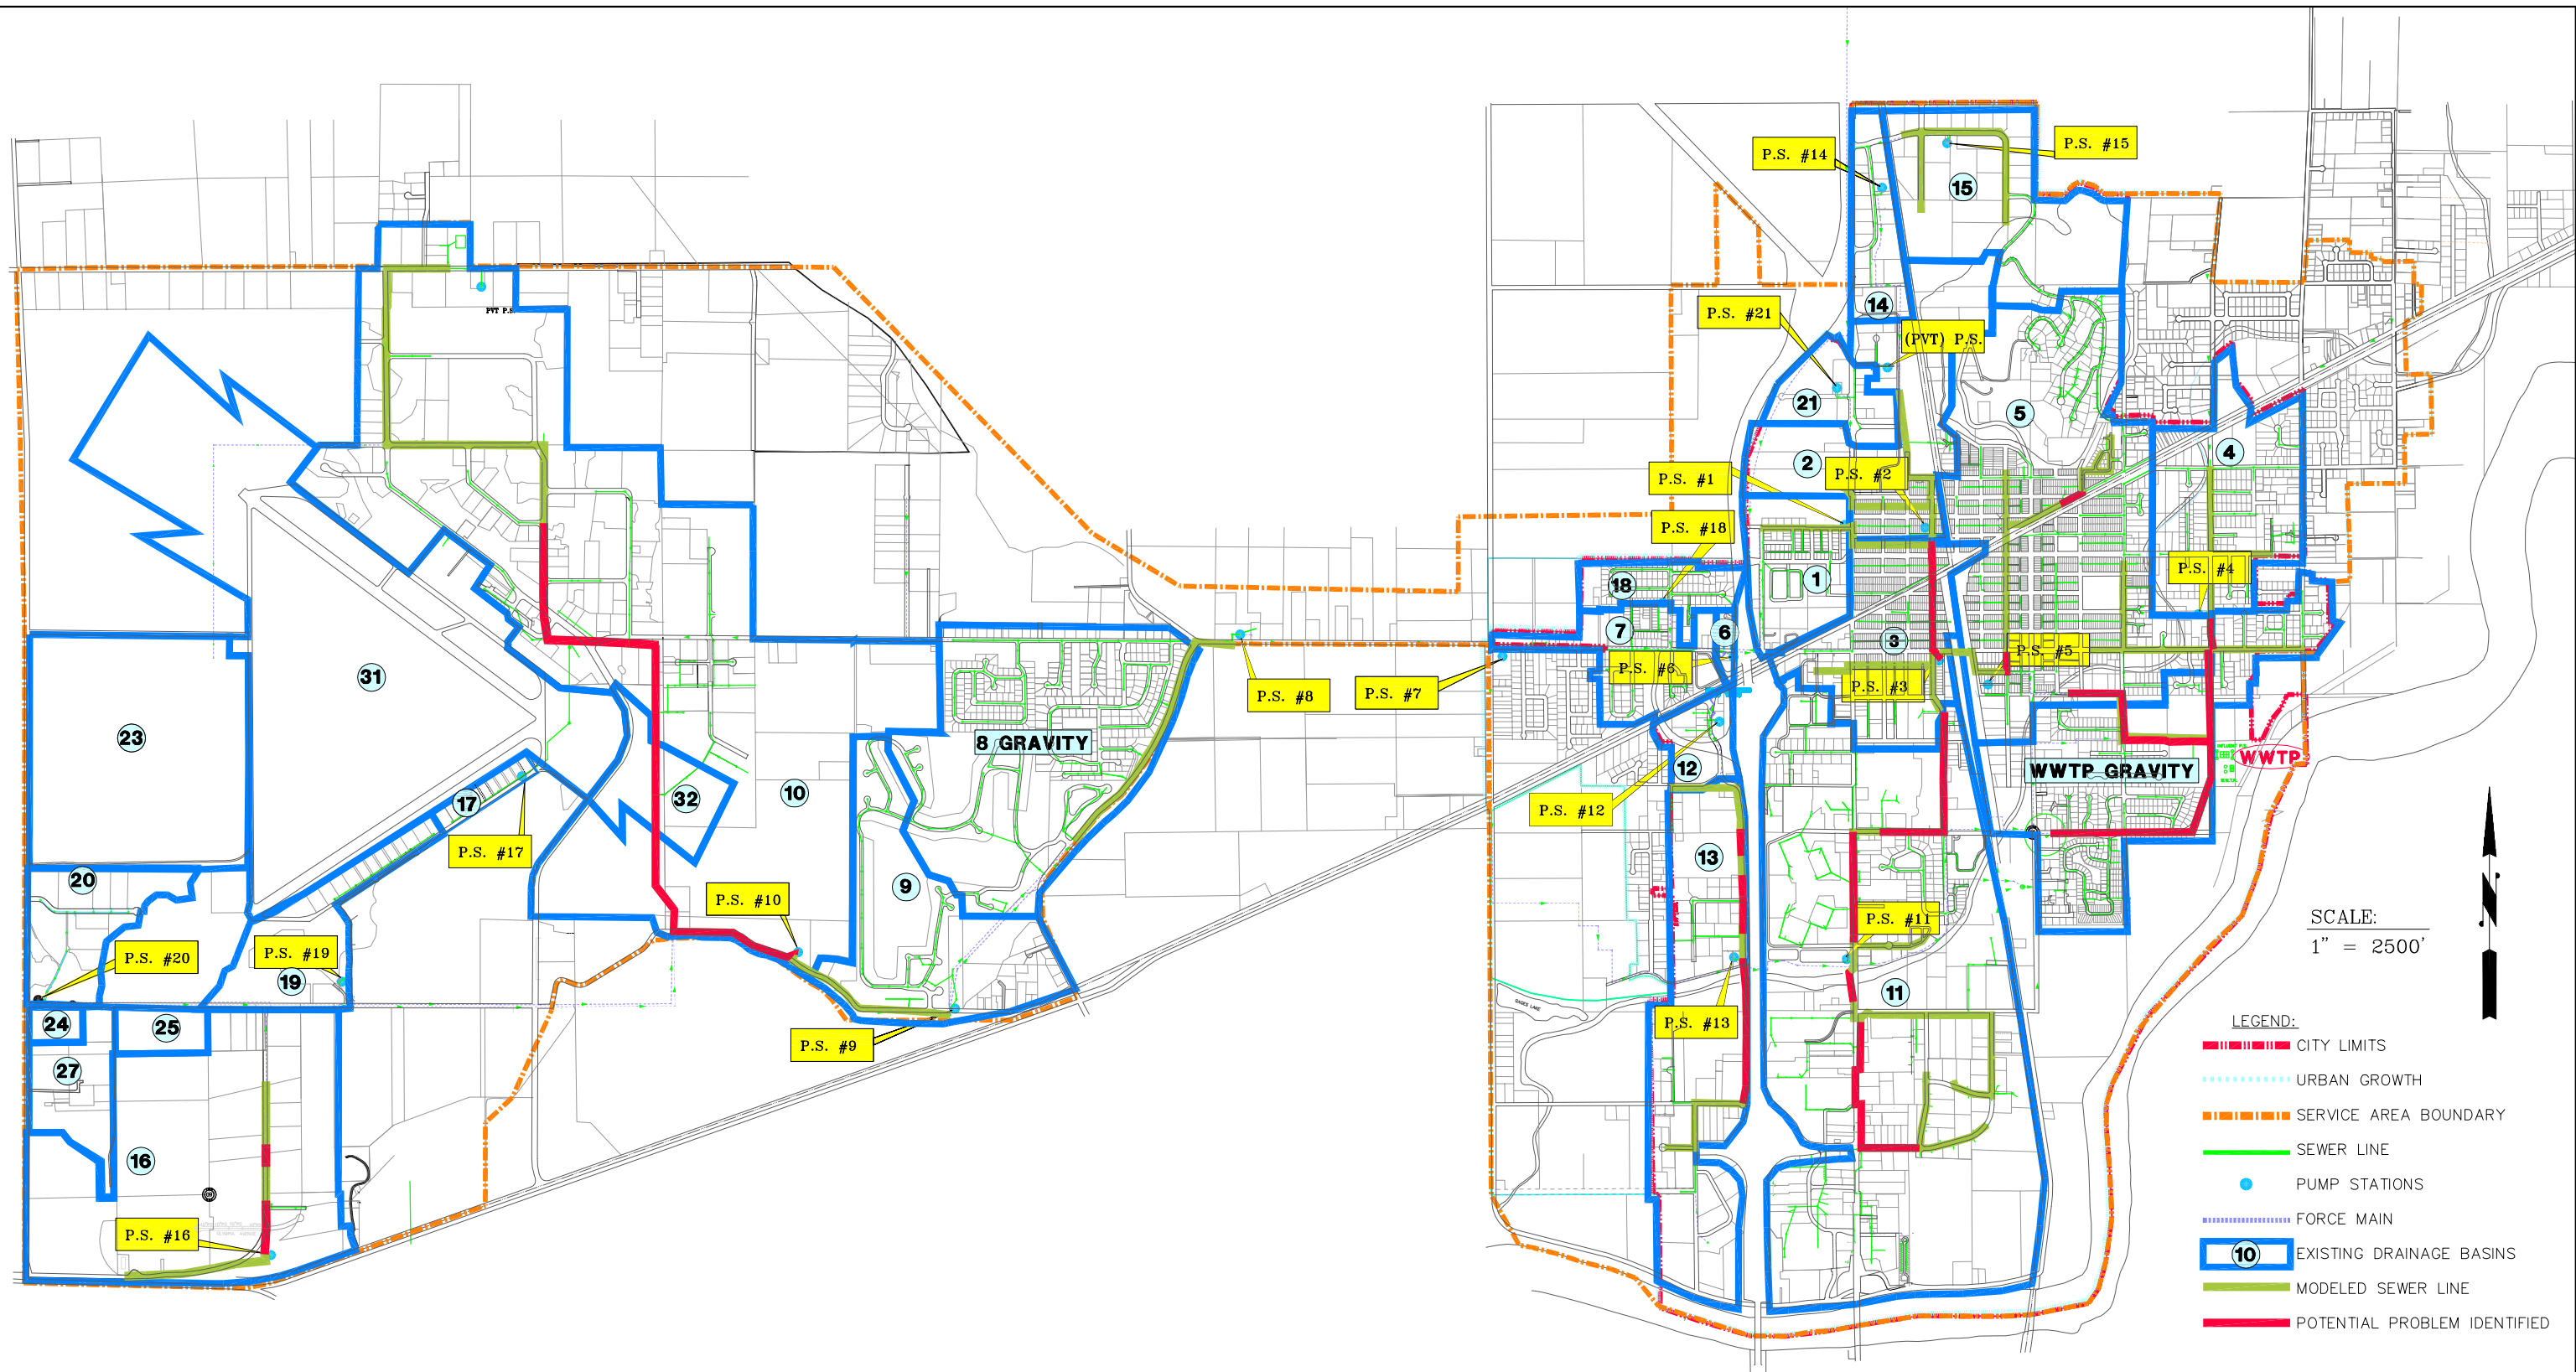 P.S. #14
P.S. #15
15
14
P.S. #21
(PVT) P.S.
PVT P.S.
21
5
4
2
P.S. #1
P.S. #2
P.S. #18
18
1
P.S. #4
7
6
3
31
P.S. #6
P.S. #5
P.S. #8
P.S. #7
P.S. #3
23
8 GRAVITY
WWTP
WWTP GRAVITY
12
17
32
10
P.S. #12
P.S. #17
13
20
9
P.S. #10
P.S. #11
SCALE:
1" = 2500'
N
P.S. #20
P.S. #19
19
11
24
25
P.S. #13
P.S. #9
27
16
P.S. #16
LEGEND:
CITY LIMITS
URBAN GROWTH
SERVICE AREA BOUNDARY
SEWER LINE
PUMP STATIONS
FORCE MAIN
10 EXISTING DRAINAGE BASINS
MODELED SEWER LINE
POTENTIAL PROBLEM IDENTIFIED